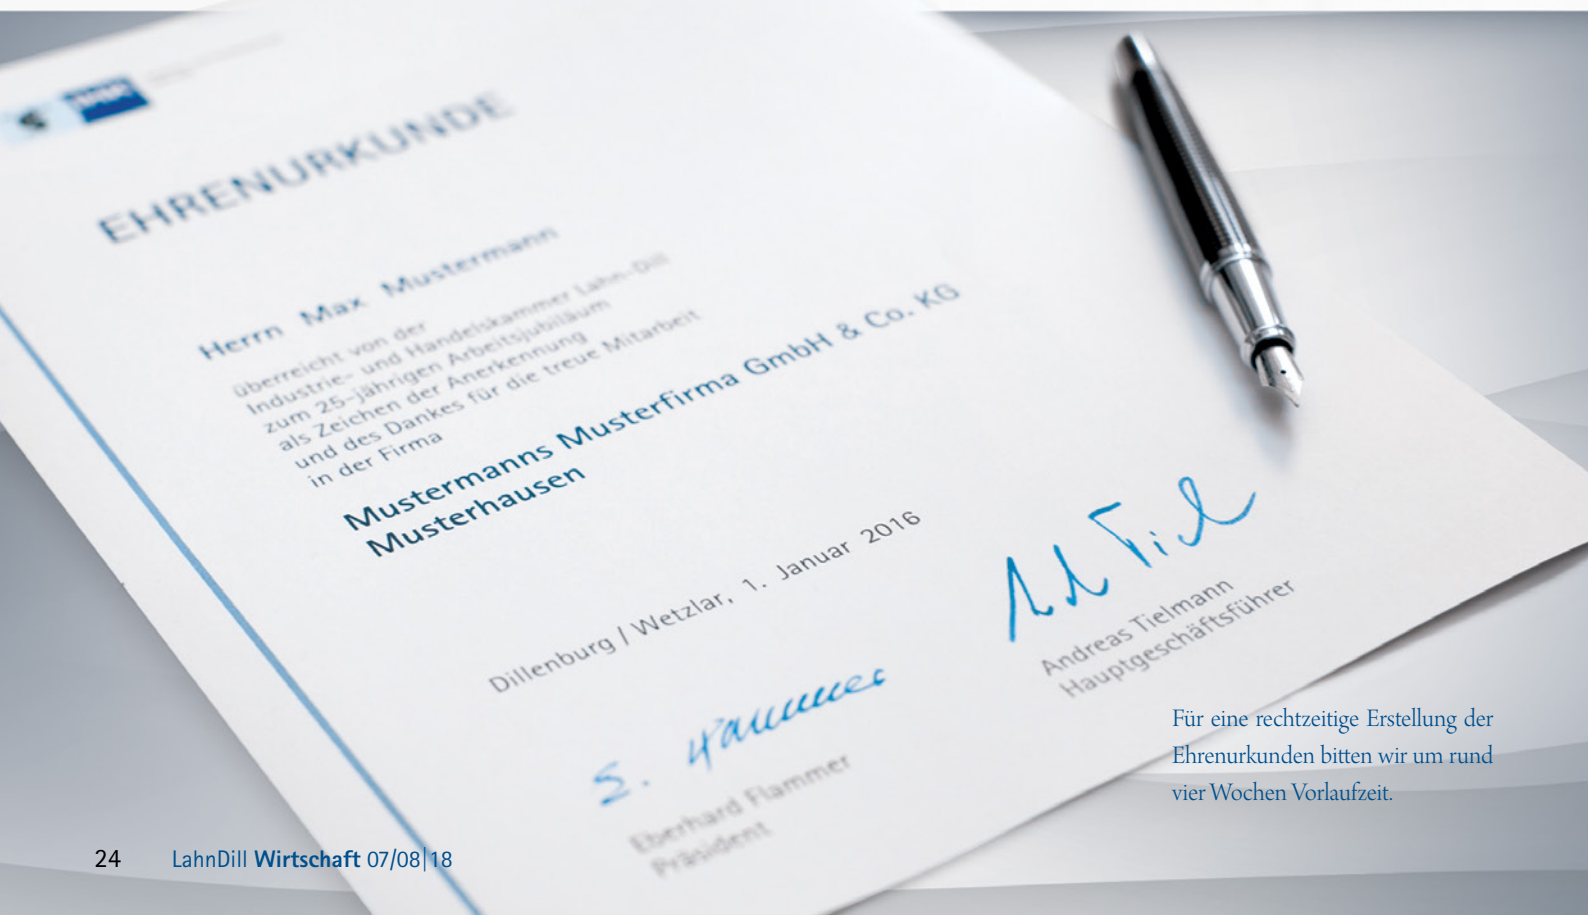 IHK
EHRENURKUNDE
Herrn Max Mustermann
überreicht von der
Industrie- und Handelskammer Lahn-Dill
zum 25-jährigen Arbeitsjubiläum
als Zeichen der Anerkennung
und des Dankes für die treue Mitarbeit
in der Firma
Mustermanns Musterfirma GmbH & Co. KG
Musterhausen
Dillenburg / Wetzlar, 1. Januar 2016
Andreas Tielmann
Hauptgeschäftsführer
Eberhard Flammer
Präsident
Für eine rechtzeitige Erstellung der
Ehrenurkunden bitten wir um rund
vier Wochen Vorlaufzeit.
24 LahnDill Wirtschaft 07/08|18